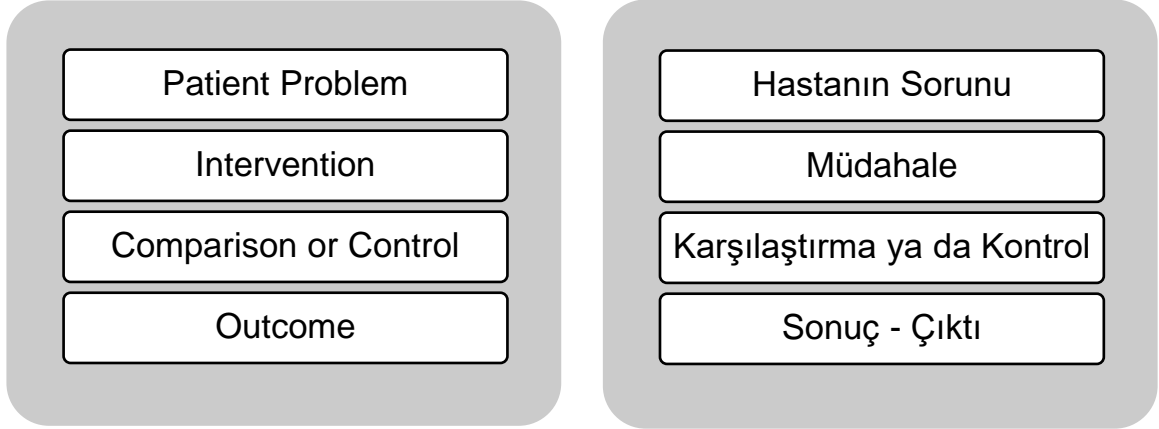 Patient Problem
Intervention
Comparison or Control
Outcome
Hastanın Sorunu
Müdahale
Karşılaştırma ya da Kontrol
Sonuç - Çıktı